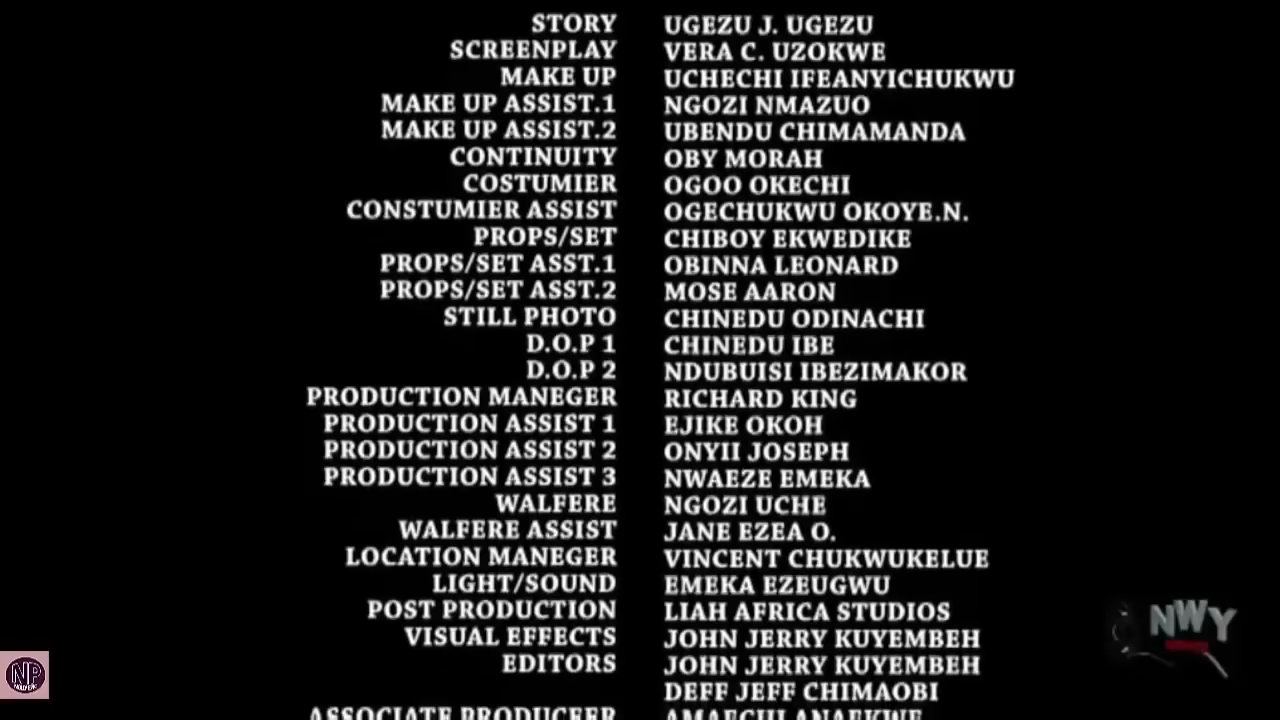 STORY UGEZU J. UGEZU
SCREENPLAY VERA C. UZOKWE
MAKE UP UCHECHI IFEANYICHUKWU
MAKE UP ASSIST.1 NGOZI NMAZUO
MAKE UP ASSIST.2 UBENDU CHIMAMANDA
CONTINUITY OBY MORAH
COSTUMIER OGOO OKECHI
CONSTUMIER ASSIST OGECHUKWU OKOYE.N.
PROPS/SET CHIBOY EKWEDIKE
PROPS/SET ASST.1 OBINNA LEONARD
PROPS/SET ASST.2 MOSE AARON
STILL PHOTO CHINEDU ODINACHI
D.O.P 1 CHINEDU IBE
D.O.P 2 NDUBUISI IBEZIMAKOR
PRODUCTION MANEGER RICHARD KING
PRODUCTION ASSIST 1 EJIKE OKOH
PRODUCTION ASSIST 2 ONYII JOSEPH
PRODUCTION ASSIST 3 NWAEZE EMEKA
WALFERE NGOZI UCHE
WALFERE ASSIST JANE EZEA O.
LOCATION MANEGER VINCENT CHUKWUKELUE
LIGHT/SOUND EMEKA EZEUGWU
POST PRODUCTION LIAH AFRICA STUDIOS
VISUAL EFFECTS JOHN JERRY KUYEMBEH
EDITORS JOHN JERRY KUYEMBEH
DEFF JEFF CHIMAOBI
ASSOCIATE PRODUCEER AMAECHI ANAEKWE
NWY
NP